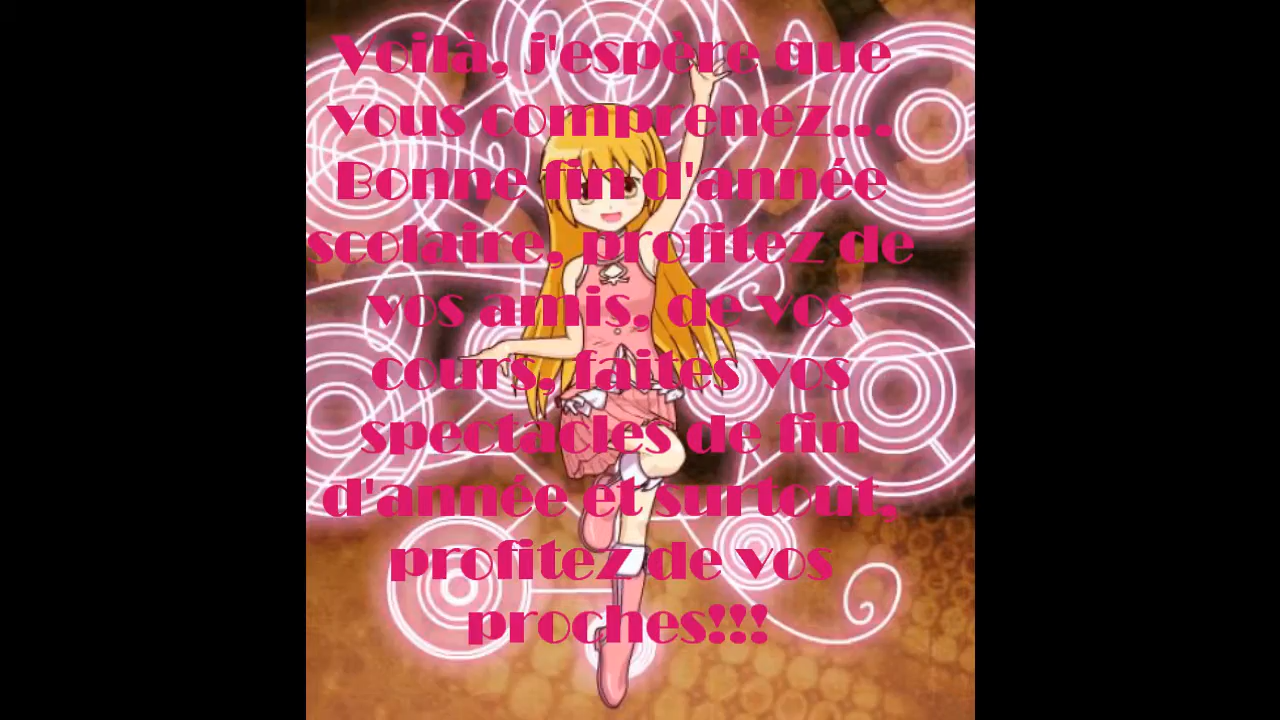 Voilà, j'espère que
vous comprenez...
Bonne fin d'année
scolaire, profitez de
vos amis, de vos
cours, faites vos
spectacles de fin
d'année et surtout,
profitez de vos
proches!!!